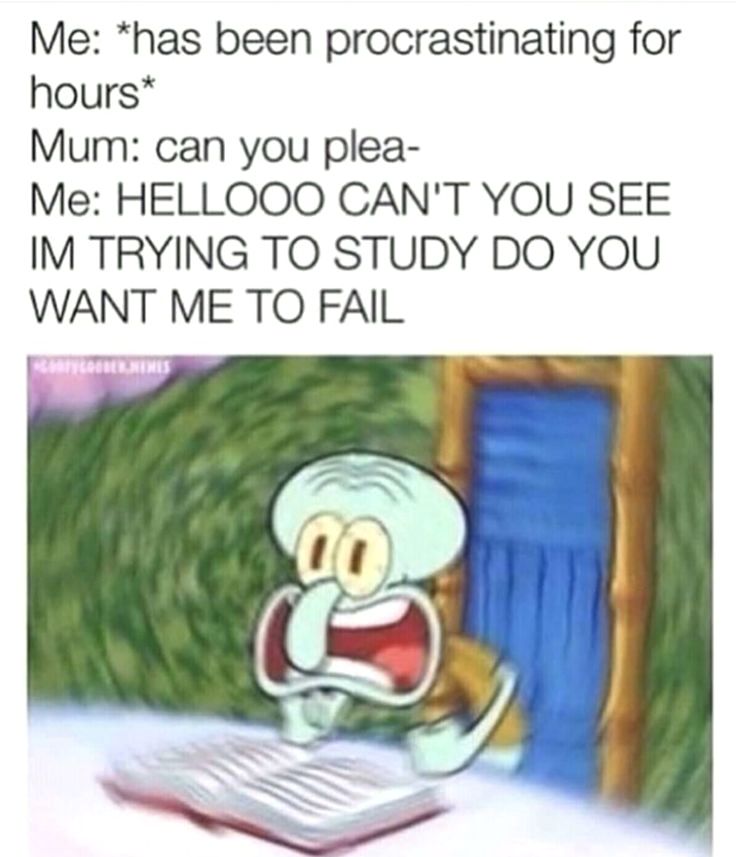 Me: *has been procrastinating for
hours*
Mum: can you plea-
Me: HELLOOO CAN'T YOU SEE
IM TRYING TO STUDY DO YOU
WANT ME TO FAIL